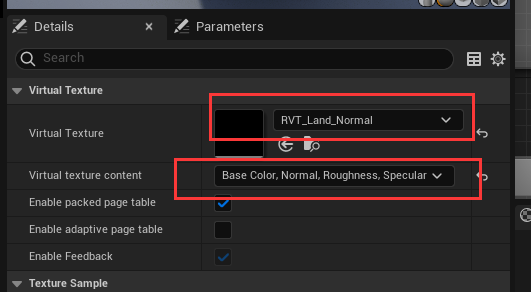 Details
Parameters
Search
Virtual Texture
Virtual Texture
RVT_Land_Normal
Virtual texture content
Base Color, Normal, Roughness, Specular
Enable packed page table
Enable adaptive page table
Enable Feedback
Texture Sample